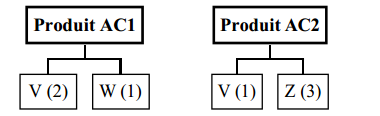 Produit AC1 Produit AC2
V (2) W (1) V (1) Z (3)